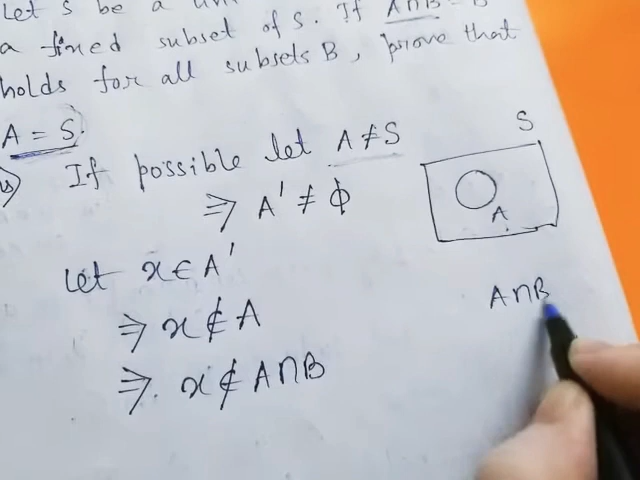 Let S be a
a fixed subset of S. If A∩B = B
holds for all subsets B, prove that
A = S.
If possible let A ≠ S
⇒ A' ≠ ϕ
Let x ∈ A'
⇒ x ∉ A
⇒ x ∉ A∩B
S
A
A∩B